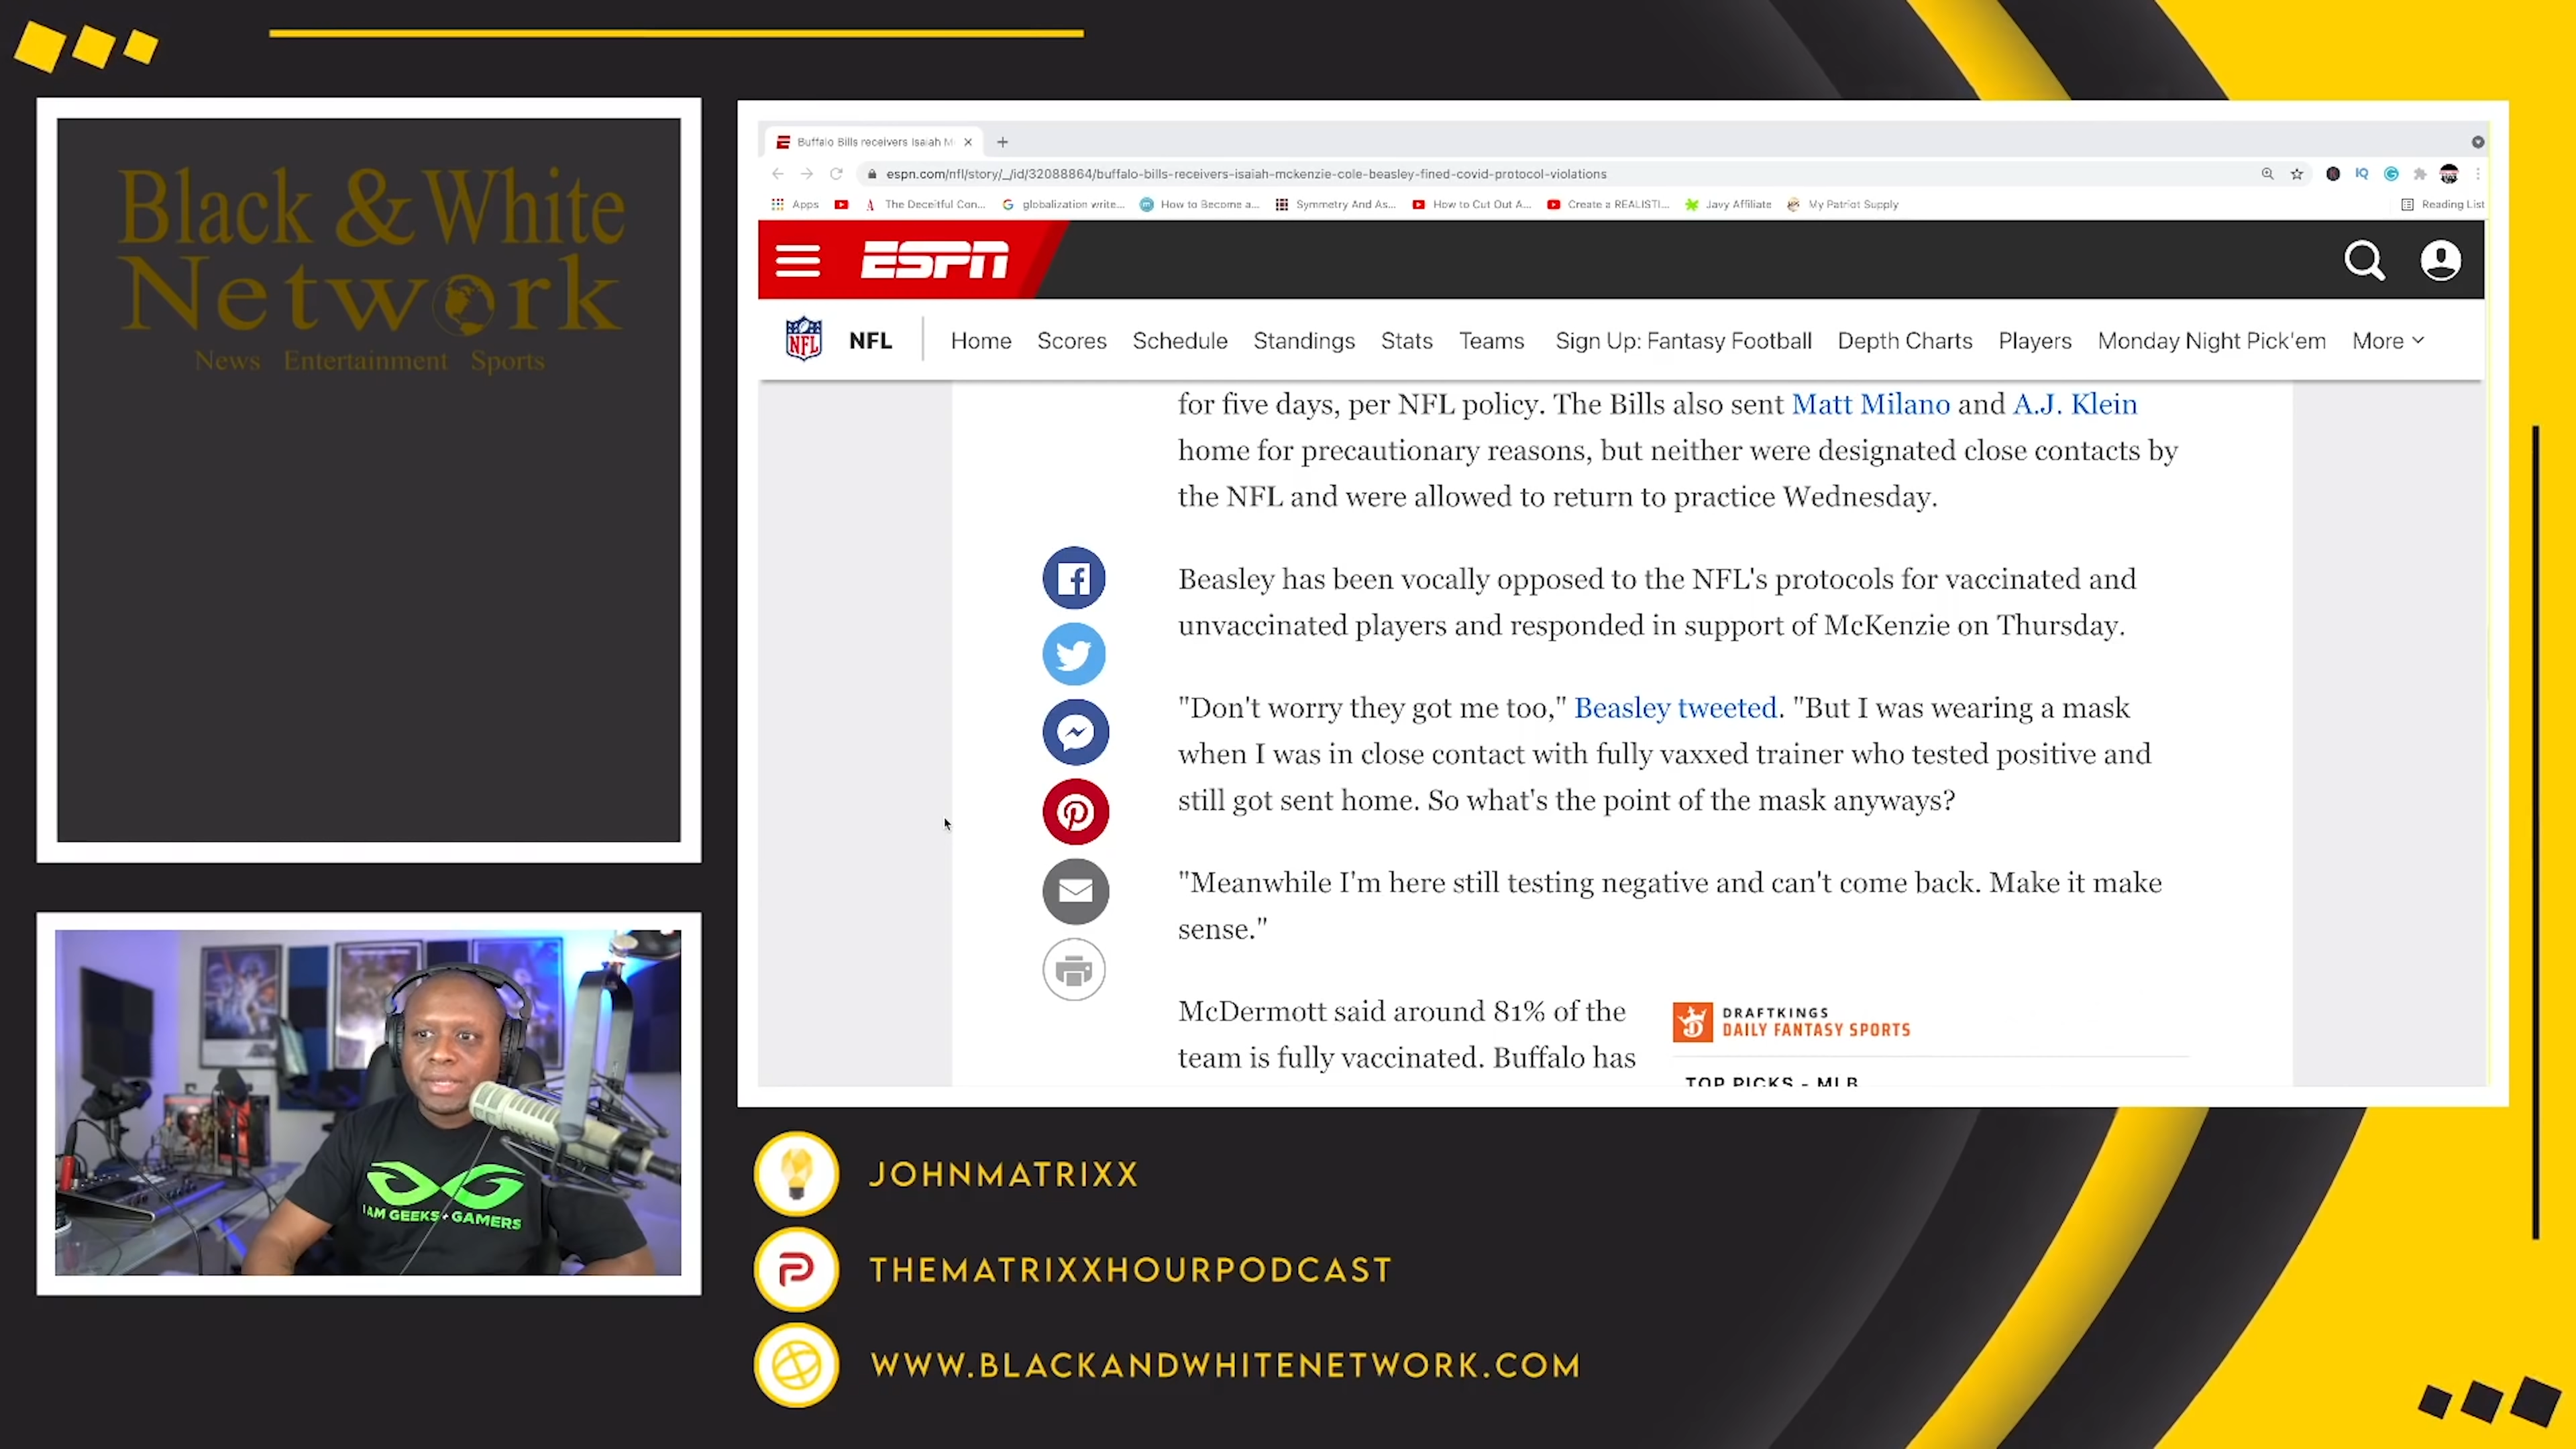 Black & White
Network
News Entertainment Sports
Buffalo Bills receivers Isaiah M
espn.com/nfl/story/_/id/32088864/buffalo-bills-receivers-isaiah-mckenzie-cole-beasley-fined-covid-protocol-violations
IQ
Apps The Deceitful Con... globalization write... How to Become a... Symmetry And As... How to Cut Out A... Create a REALISTI... Javy Affiliate My Patriot Supply Reading List
ESPN
NFL NFL Home Scores Schedule Standings Stats Teams Sign Up: Fantasy Football Depth Charts Players Monday Night Pick'em More
for five days, per NFL policy. The Bills also sent Matt Milano and A.J. Klein
home for precautionary reasons, but neither were designated close contacts by
the NFL and were allowed to return to practice Wednesday.
Beasley has been vocally opposed to the NFL's protocols for vaccinated and
unvaccinated players and responded in support of McKenzie on Thursday.
"Don't worry they got me too," Beasley tweeted. "But I was wearing a mask
when I was in close contact with fully vaxxed trainer who tested positive and
still got sent home. So what's the point of the mask anyways?
"Meanwhile I'm here still testing negative and can't come back. Make it make
sense."
McDermott said around 81% of the
team is fully vaccinated. Buffalo has
DRAFTKINGS
DAILY FANTASY SPORTS
TOP PICKS - MLB
I AM GEEKS + GAMERS
JOHNMATRIXX
THEMATRIXXHOURPODCAST
WWW.BLACKANDWHITENETWORK.COM